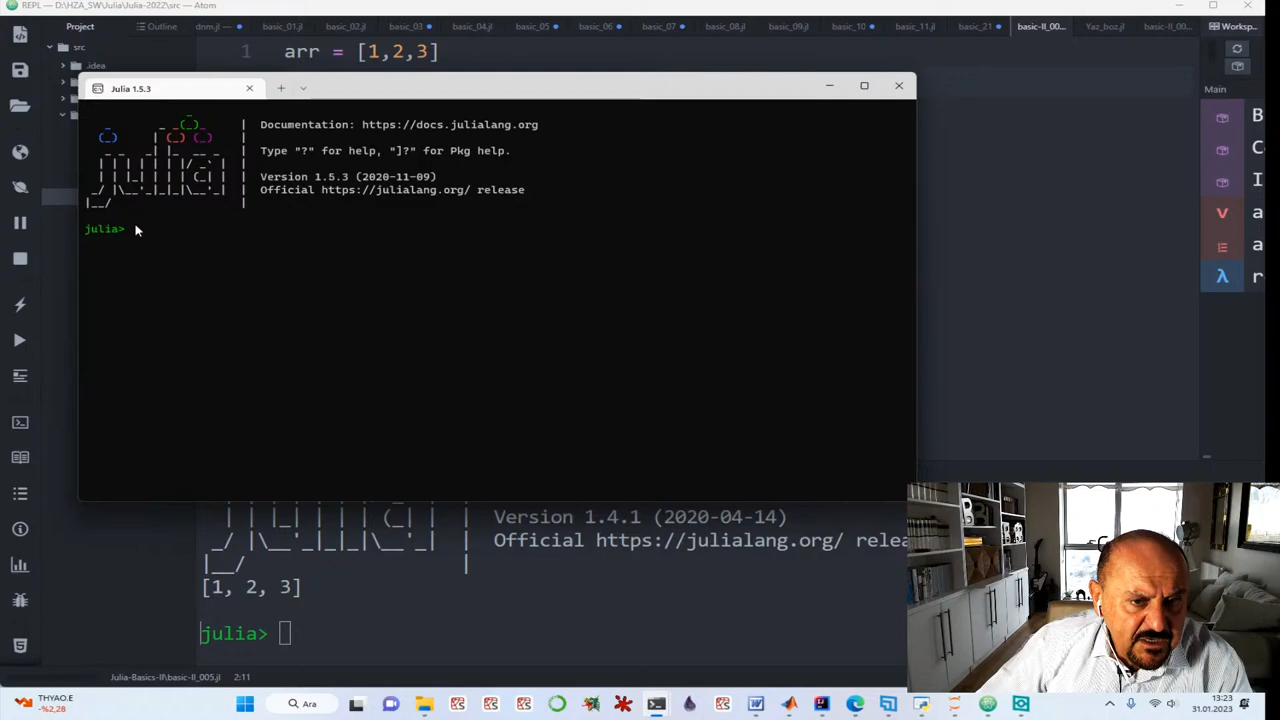 REPL — D:\HZA_SW\Julia\Julia-2022\src — Atom
Project
Outline
dnm.jl
basic_01.jl
basic_02.jl
basic_03
basic_04.jl
basic_05
basic_06
basic_07
basic_08.jl
basic_10
basic_11.jl
basic_21
basic-II_00...
Yaz_boz.jl
basic-II_00...
Worksp...
src
.idea
1 arr = [1,2,3]
Main
Julia 1.5.3
Documentation: https://docs.julialang.org
Type "?" for help, "]?" for Pkg help.
Version 1.5.3 (2020-11-09)
Official https://julialang.org/ release
julia>
Version 1.4.1 (2020-04-14)
Official https://julialang.org/ relea
[1, 2, 3]
julia>
Julia-Basics-II\basic-II_005.jl 2:11
THYAO.E
-%2,28
Ara
13:23
31.01.2023